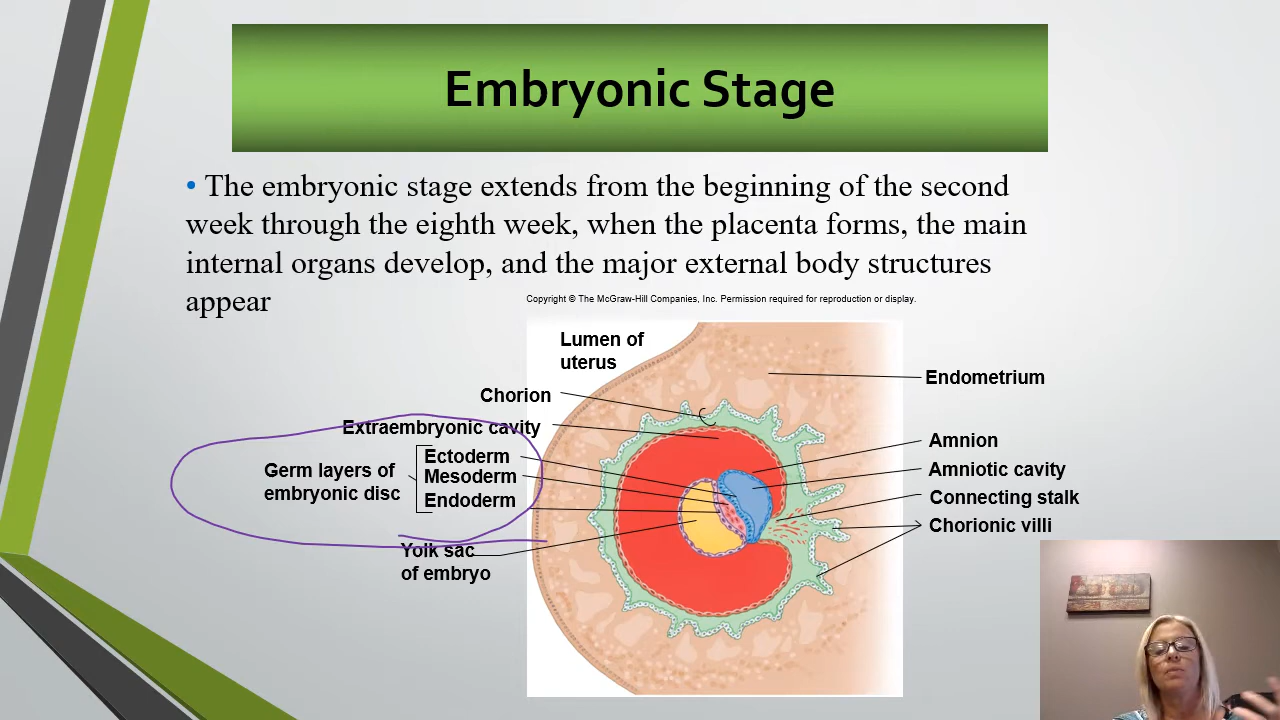 Embryonic Stage
• The embryonic stage extends from the beginning of the second
week through the eighth week, when the placenta forms, the main
internal organs develop, and the major external body structures
appear
Copyright © The McGraw-Hill Companies, Inc. Permission required for reproduction or display.
Lumen of
uterus
Chorion
Extraembryonic cavity
Germ layers of
embryonic disc
Ectoderm
Mesoderm
Endoderm
Yolk sac
of embryo
Endometrium
Amnion
Amniotic cavity
Connecting stalk
Chorionic villi